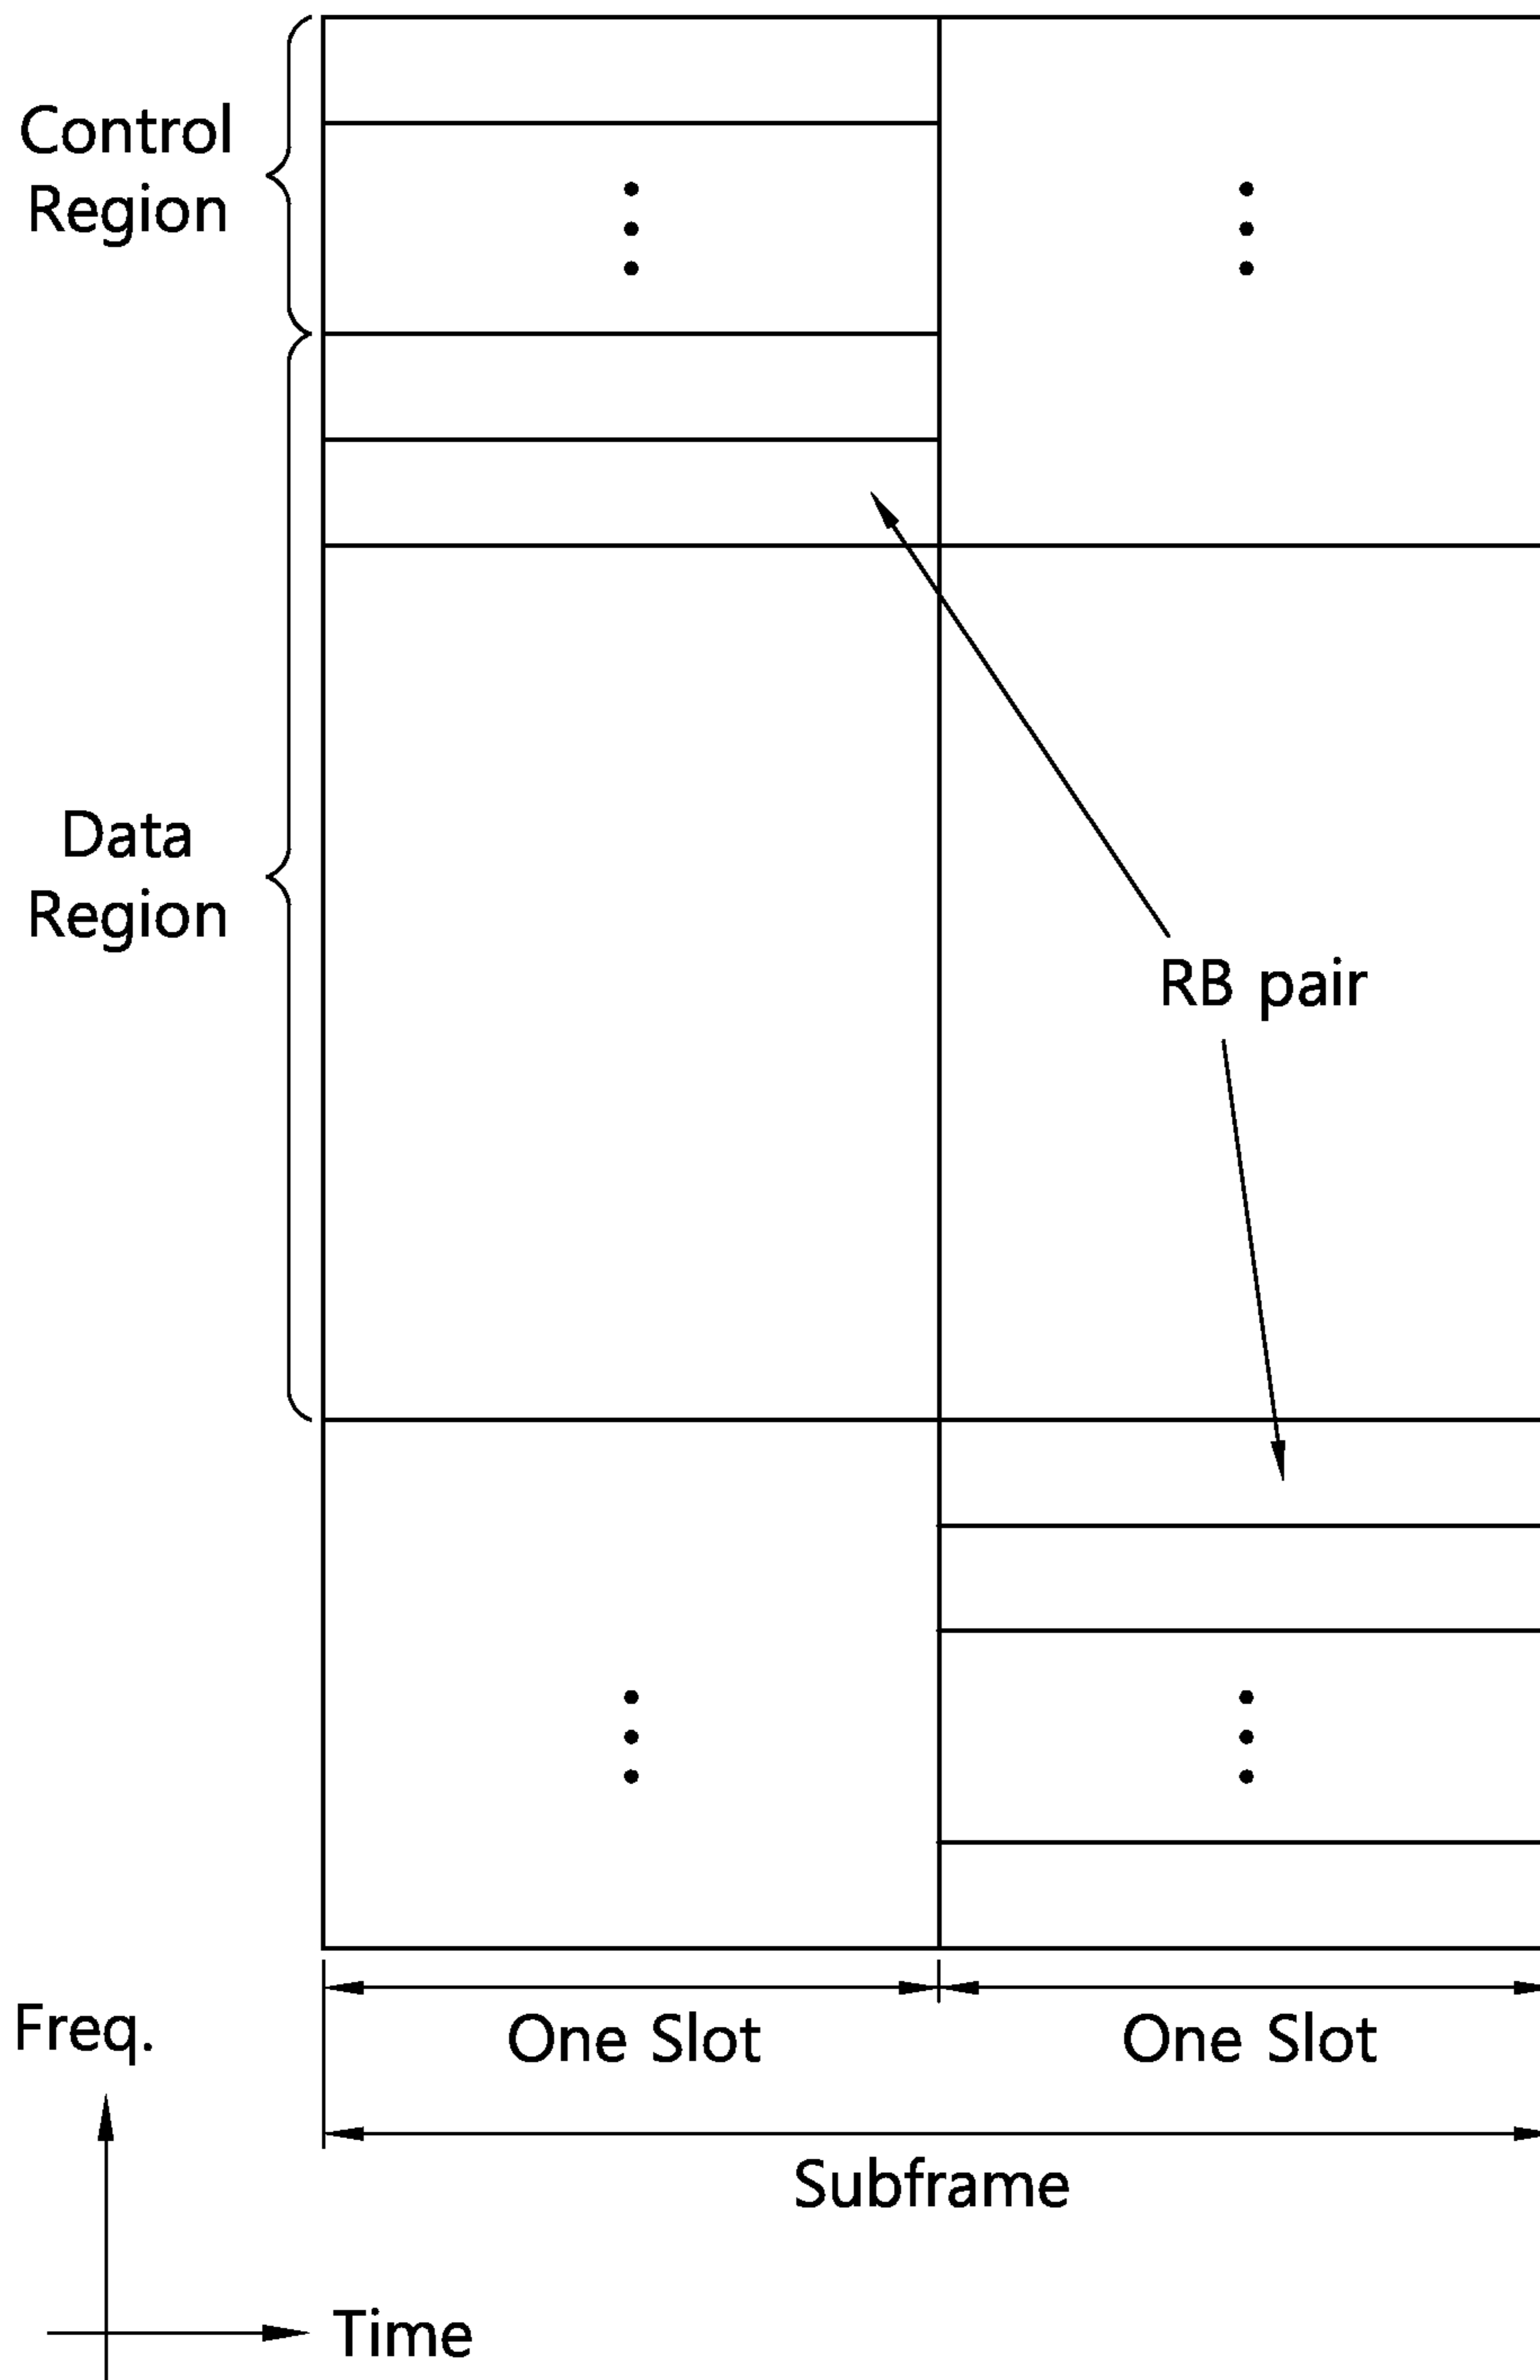 Control
Region
Data
Region
RB pair
One Slot
One Slot
Freq.
Subframe
Time